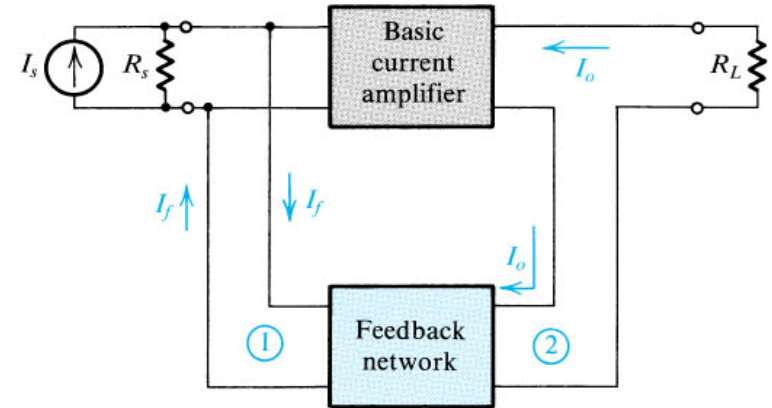 Basic
current
amplifier
I_s
R_s
I_o
R_L
I_f
I_f
I_o
1
Feedback
network
2